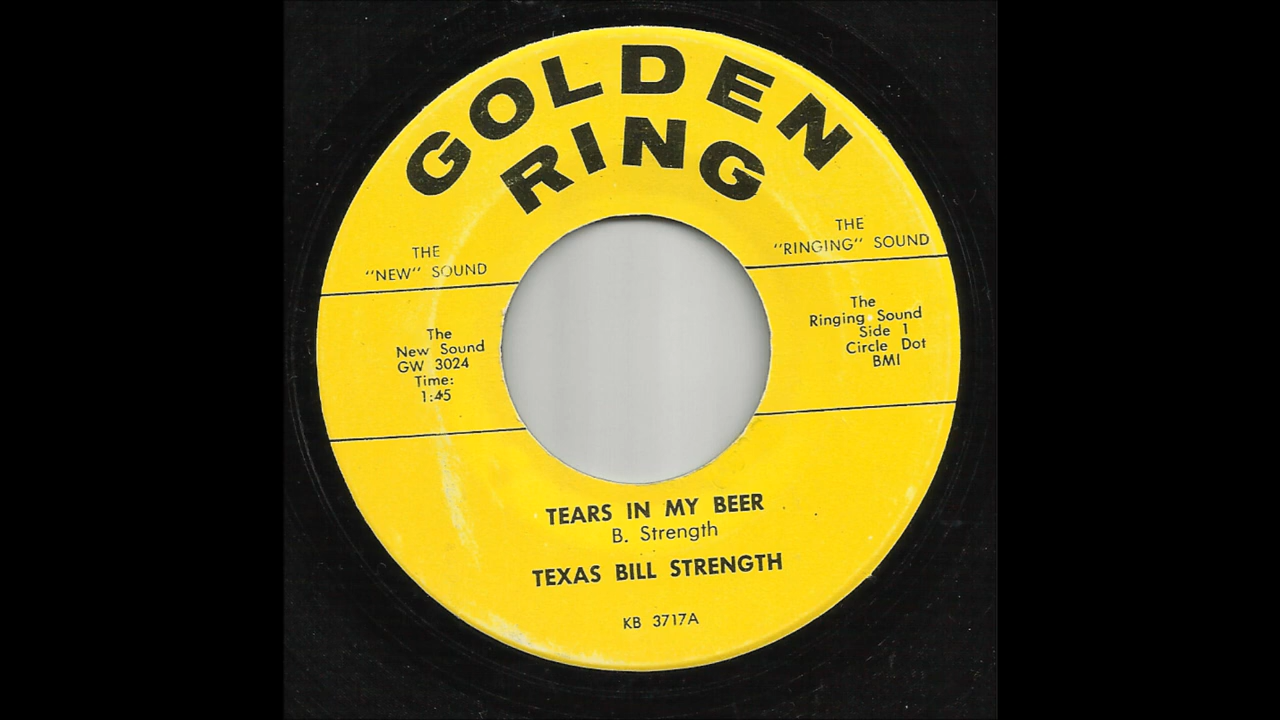 GOLDEN
RING
THE
"NEW" SOUND
THE
"RINGING" SOUND
The
New Sound
GW 3024
Time:
1:45
The
Ringing Sound
Side 1
Circle Dot
BMI
TEARS IN MY BEER
B. Strength
TEXAS BILL STRENGTH
KB 3717A